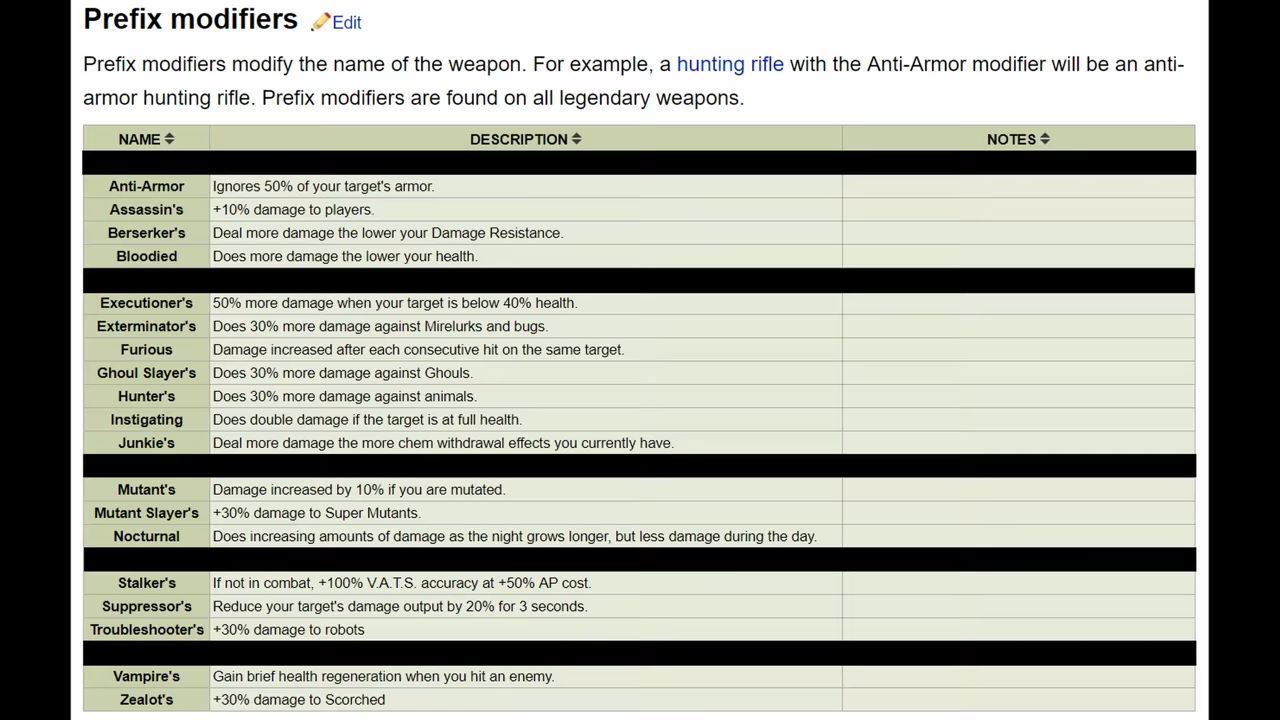 Prefix modifiers Edit
Prefix modifiers modify the name of the weapon. For example, a hunting rifle with the Anti-Armor modifier will be an anti-
armor hunting rifle. Prefix modifiers are found on all legendary weapons.
NAME DESCRIPTION NOTES
Anti-Armor Ignores 50% of your target's armor.
Assassin's +10% damage to players.
Berserker's Deal more damage the lower your Damage Resistance.
Bloodied Does more damage the lower your health.
Executioner's 50% more damage when your target is below 40% health.
Exterminator's Does 30% more damage against Mirelurks and bugs.
Furious Damage increased after each consecutive hit on the same target.
Ghoul Slayer's Does 30% more damage against Ghouls.
Hunter's Does 30% more damage against animals.
Instigating Does double damage if the target is at full health.
Junkie's Deal more damage the more chem withdrawal effects you currently have.
Mutant's Damage increased by 10% if you are mutated.
Mutant Slayer's +30% damage to Super Mutants.
Nocturnal Does increasing amounts of damage as the night grows longer, but less damage during the day.
Stalker's If not in combat, +100% V.A.T.S. accuracy at +50% AP cost.
Suppressor's Reduce your target's damage output by 20% for 3 seconds.
Troubleshooter's +30% damage to robots
Vampire's Gain brief health regeneration when you hit an enemy.
Zealot's +30% damage to Scorched